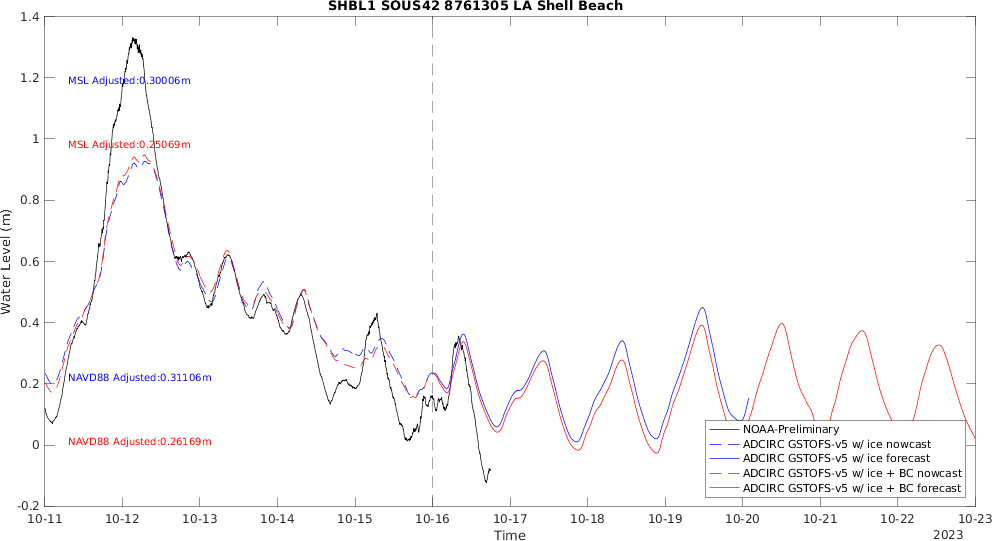 SHBL1 SOUS42 8761305 LA Shell Beach
1.4
1.2
1
0.8
0.6
0.4
0.2
0
-0.2
Water Level (m)
MSL Adjusted:0.30006m
MSL Adjusted:0.25069m
NAVD88 Adjusted:0.31106m
NAVD88 Adjusted:0.26169m
NOAA-Preliminary
ADCIRC GSTOFS-v5 w/ ice nowcast
ADCIRC GSTOFS-v5 w/ ice forecast
ADCIRC GSTOFS-v5 w/ ice + BC nowcast
ADCIRC GSTOFS-v5 w/ ice + BC forecast
10-11 10-12 10-13 10-14 10-15 10-16 10-17 10-18 10-19 10-20 10-21 10-22 10-23
Time
2023